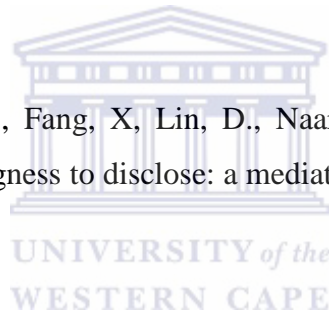 , Fang, X, Lin, D., Naar
gness to disclose: a mediat
UNIVERSITY of the
WESTERN CAPE